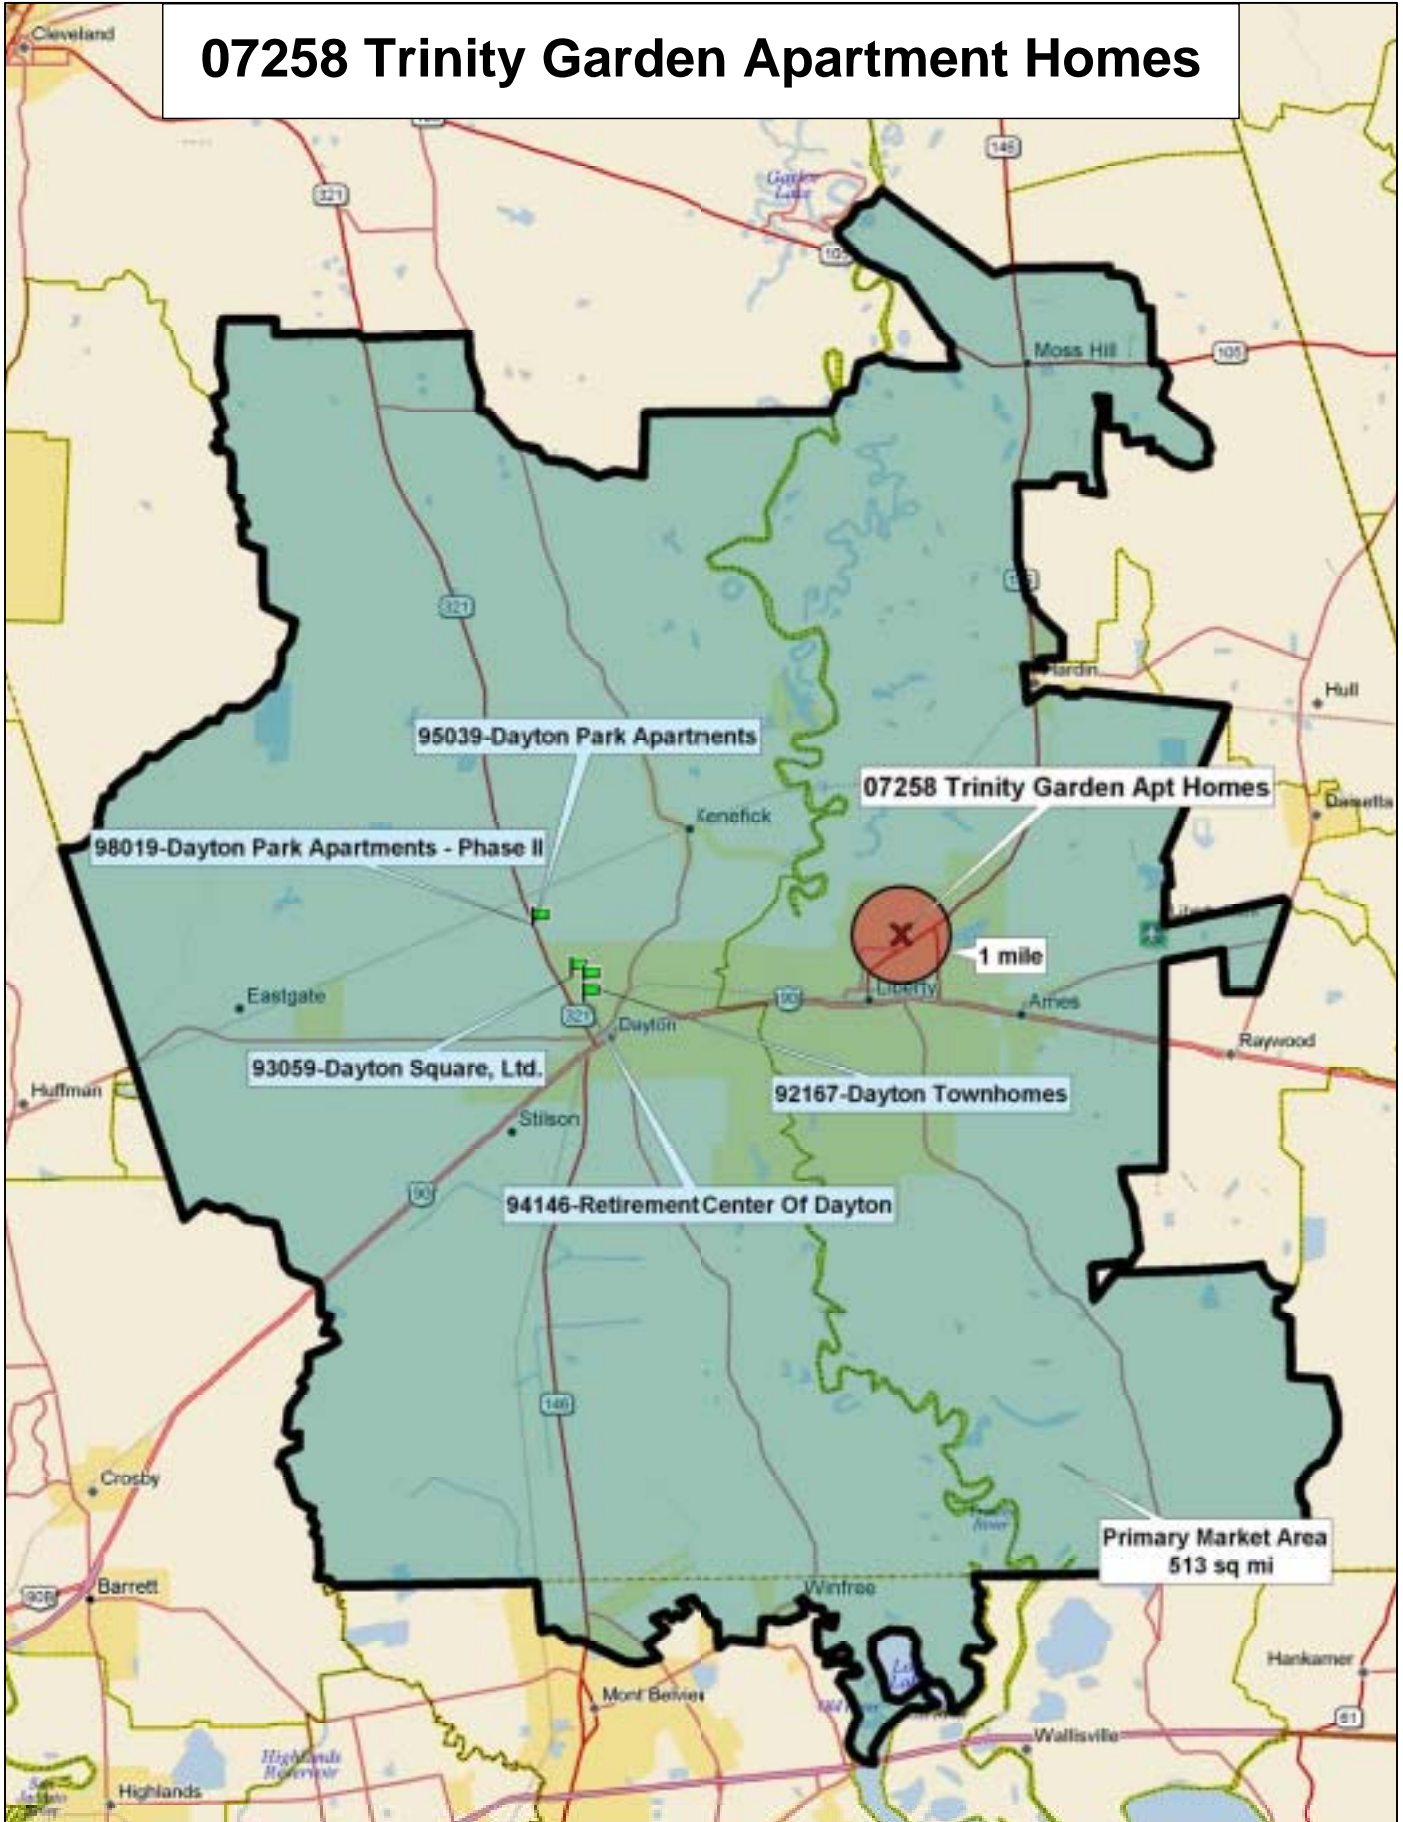 07258 Trinity Garden Apartment Homes
Cleveland
321
146
105
Moss Hill
105
321
Hardin
Hull
95039-Dayton Park Apartments
07258 Trinity Garden Apt Homes
Daisetta
Kenefick
98019-Dayton Park Apartments - Phase II
1 mile
Eastgate
90
Liberty
Ames
321
Dayton
Raywood
93059-Dayton Square, Ltd.
Huffman
92167-Dayton Townhomes
Stilson
90
94146-Retirement Center Of Dayton
146
Crosby
River
Primary Market Area
513 sq mi
Barrett
Winfree
90B
Hankamer
Mont Belvieu
61
Wallisville
Highlands
Reservoir
Highlands